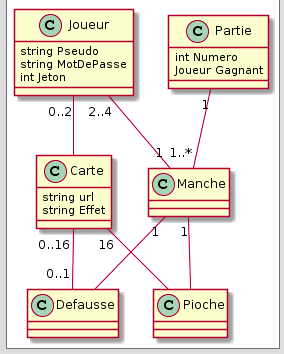 C Joueur
string Pseudo
string MotDePasse
int Jeton
C Partie
int Numero
Joueur Gagnant
0..2 2..4 1
1 1..*
C Carte
string url
string Effet
C Manche
0..16 16 1 1
0..1
C Defausse
C Pioche